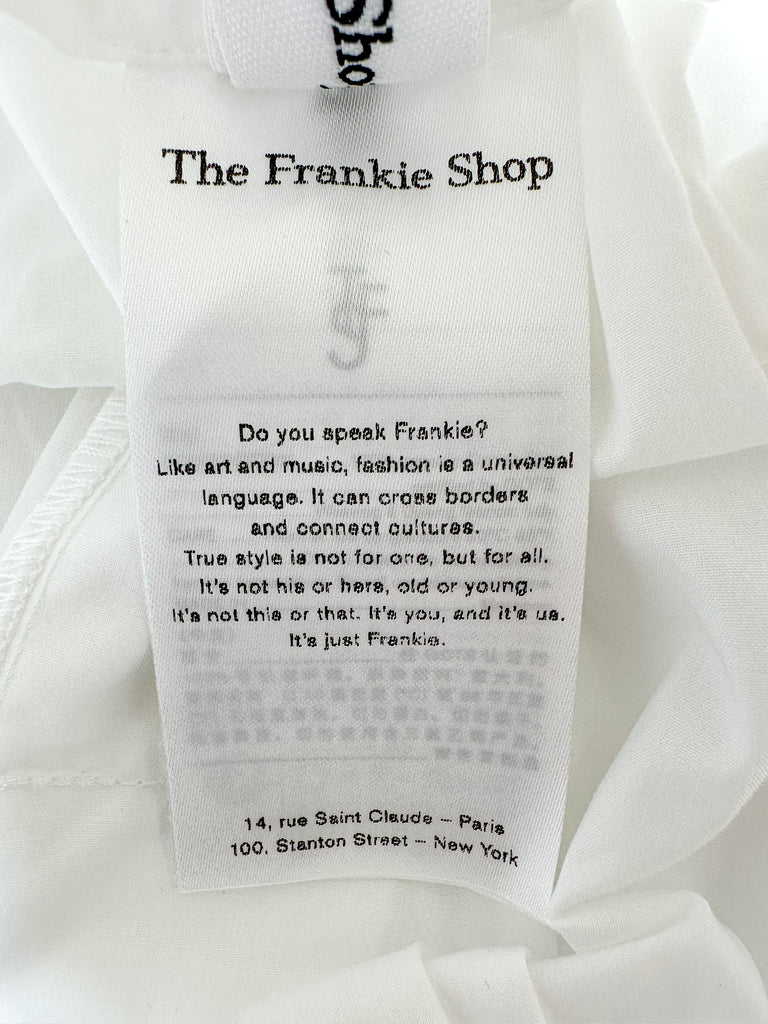 Sho
The Frankie Shop
Do you speak Frankie?
Like art and music, fashion is a universal
language. It can cross borders
and connect cultures.
True style is not for one, but for all.
It's not his or hers, old or young.
It's not this or that. It's you, and it's us.
It's just Frankie.
14, rue Saint Claude – Paris
100, Stanton Street – New York